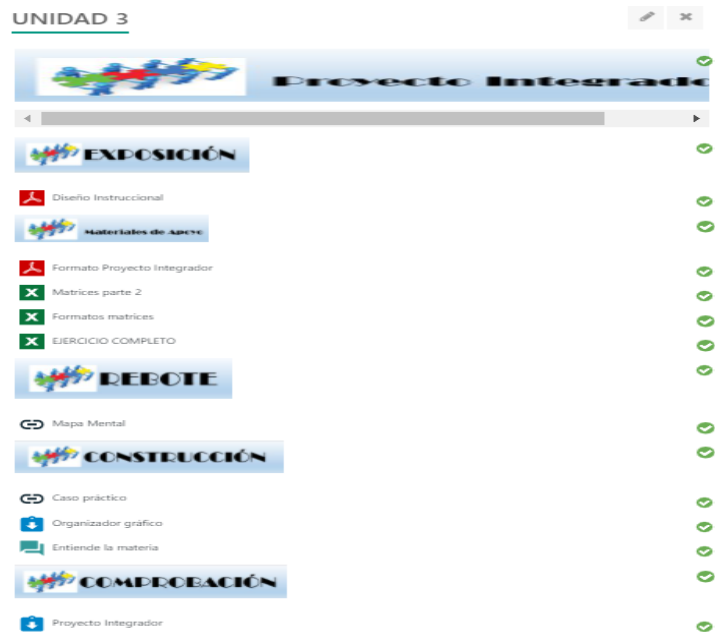 UNIDAD 3
Proyecto Integrado
EXPOSICIÓN
Diseño Instruccional
Materiales de Apoyo
Formato Proyecto Integrador
Matrices parte 2
Formatos matrices
EJERCICIO COMPLETO
REBOTE
Mapa Mental
CONSTRUCCIÓN
Caso práctico
Organizador gráfico
Entiende la materia
COMPROBACIÓN
Proyecto Integrador